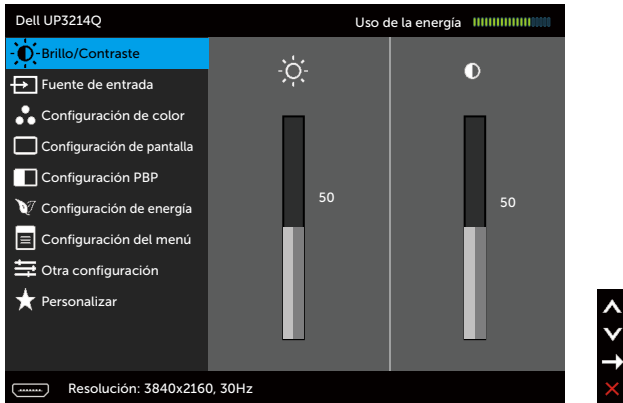 Dell UP3214Q
Uso de la energía
Brillo/Contraste
Fuente de entrada
Configuración de color
Configuración de pantalla
Configuración PBP
Configuración de energía
Configuración del menú
Otra configuración
Personalizar
50
50
Resolución: 3840x2160, 30Hz